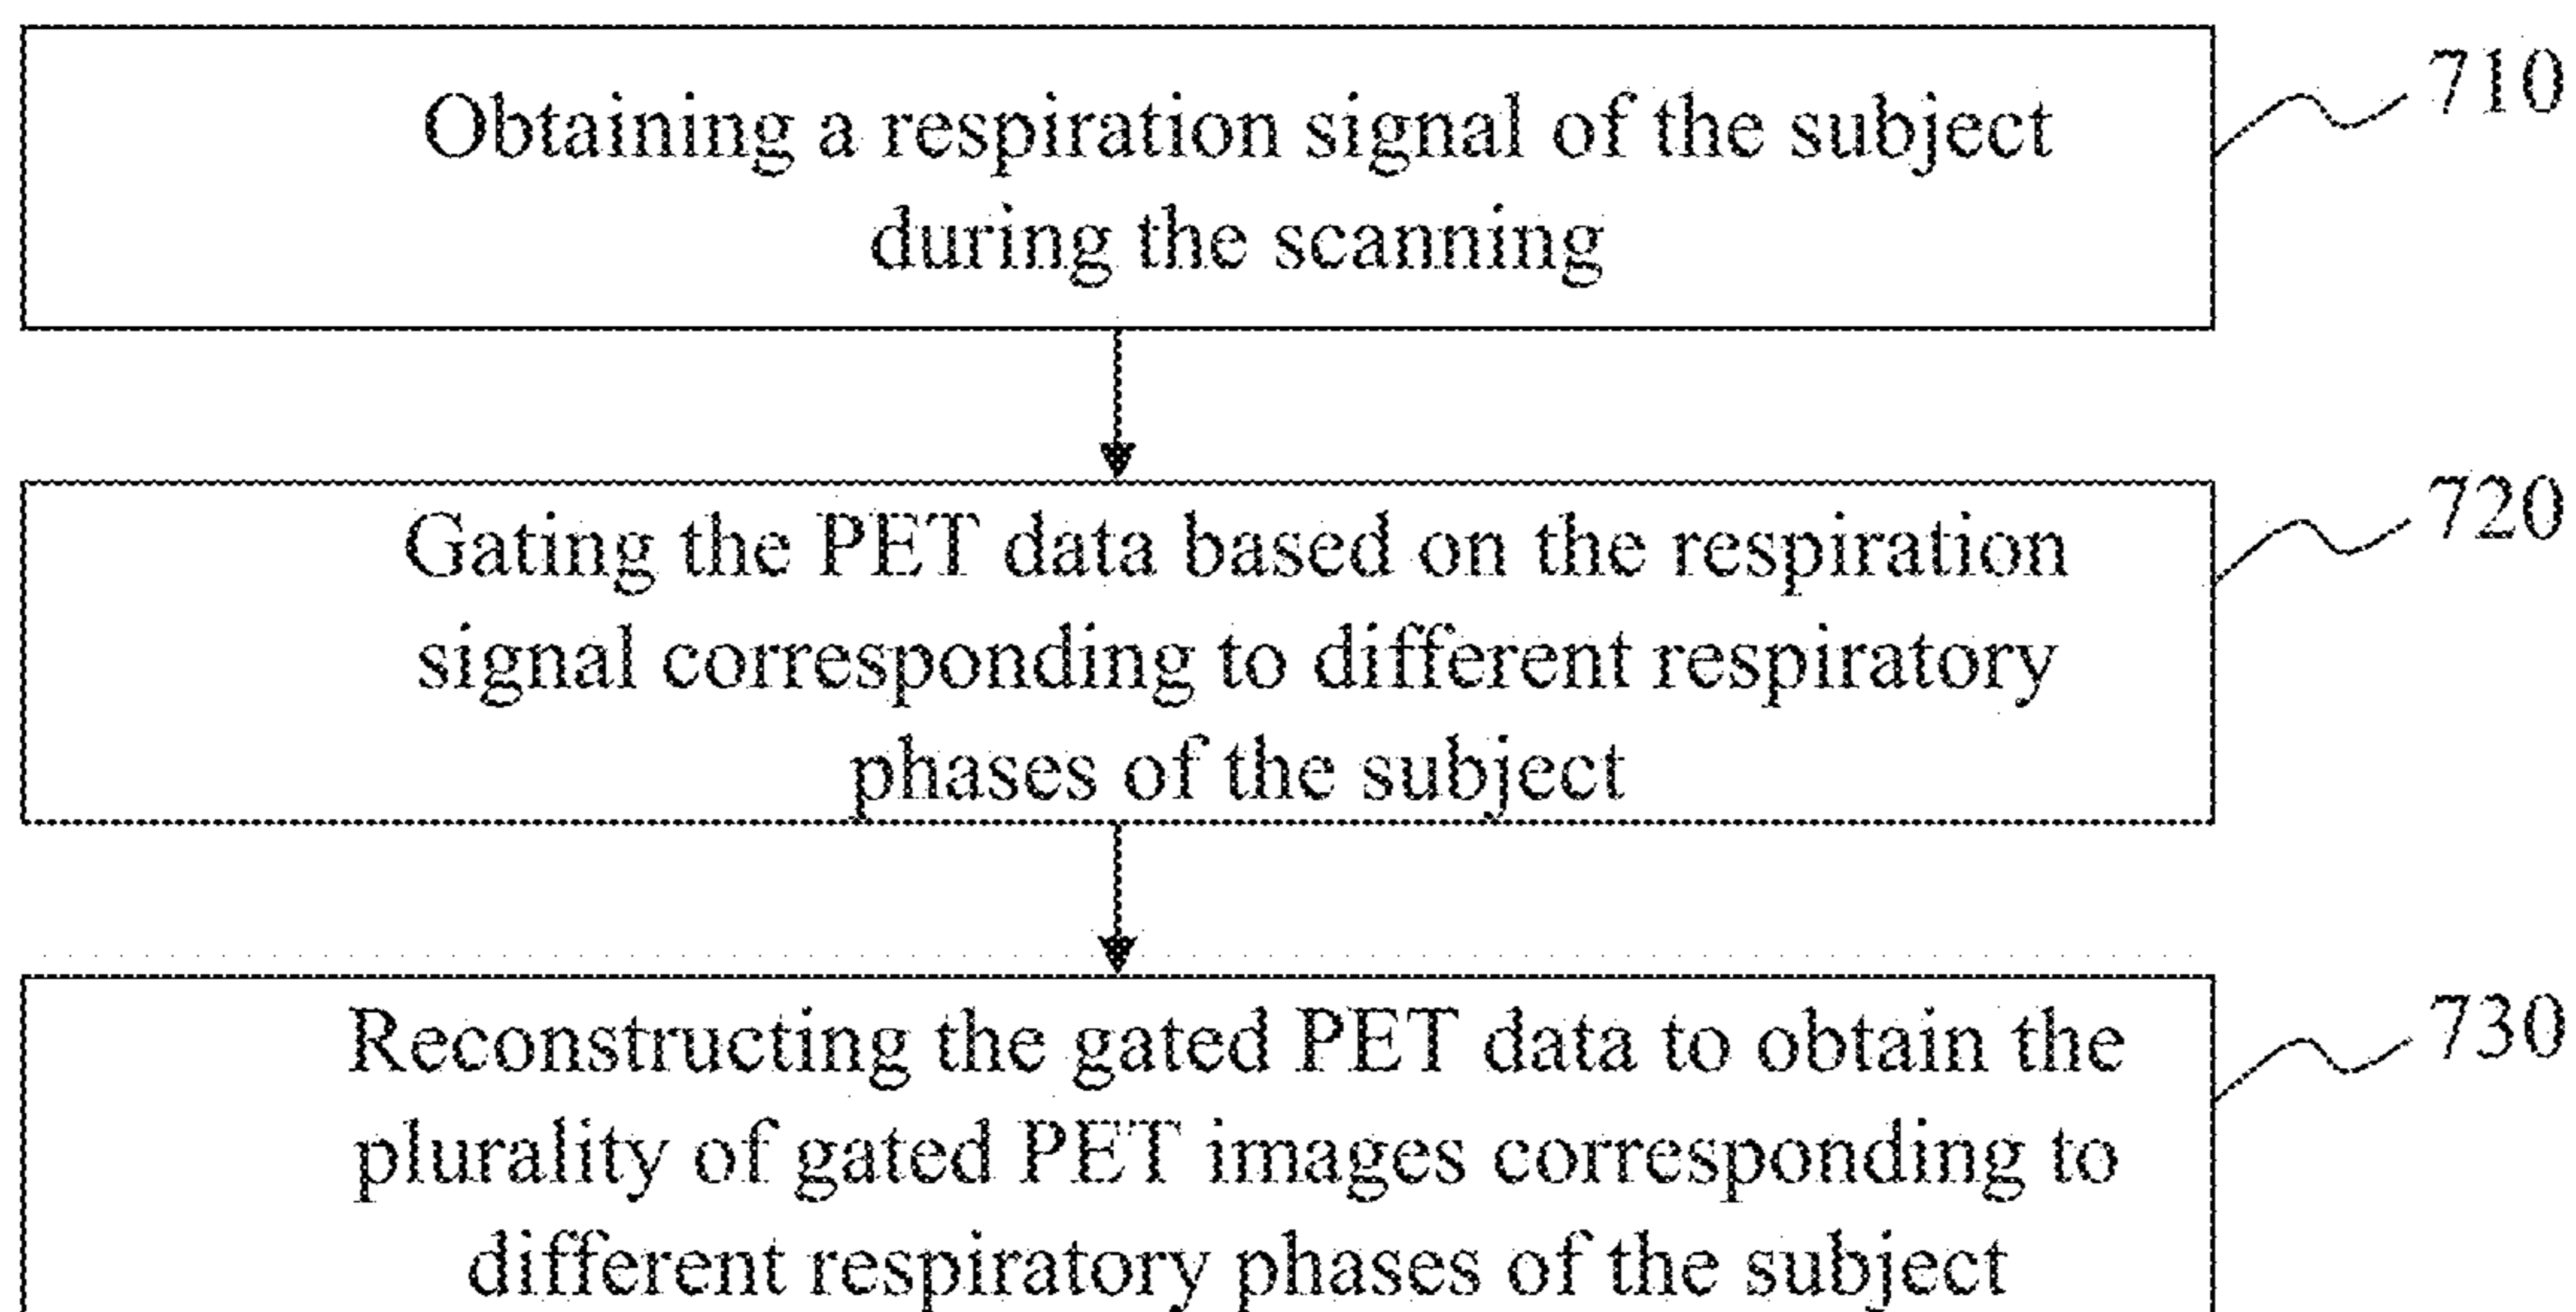 Obtaining a respiration signal of the subject
during the scanning
710
Gating the PET data based on the respiration
signal corresponding to different respiratory
phases of the subject
720
Reconstructing the gated PET data to obtain the
plurality of gated PET images corresponding to
different respiratory phases of the subject
730